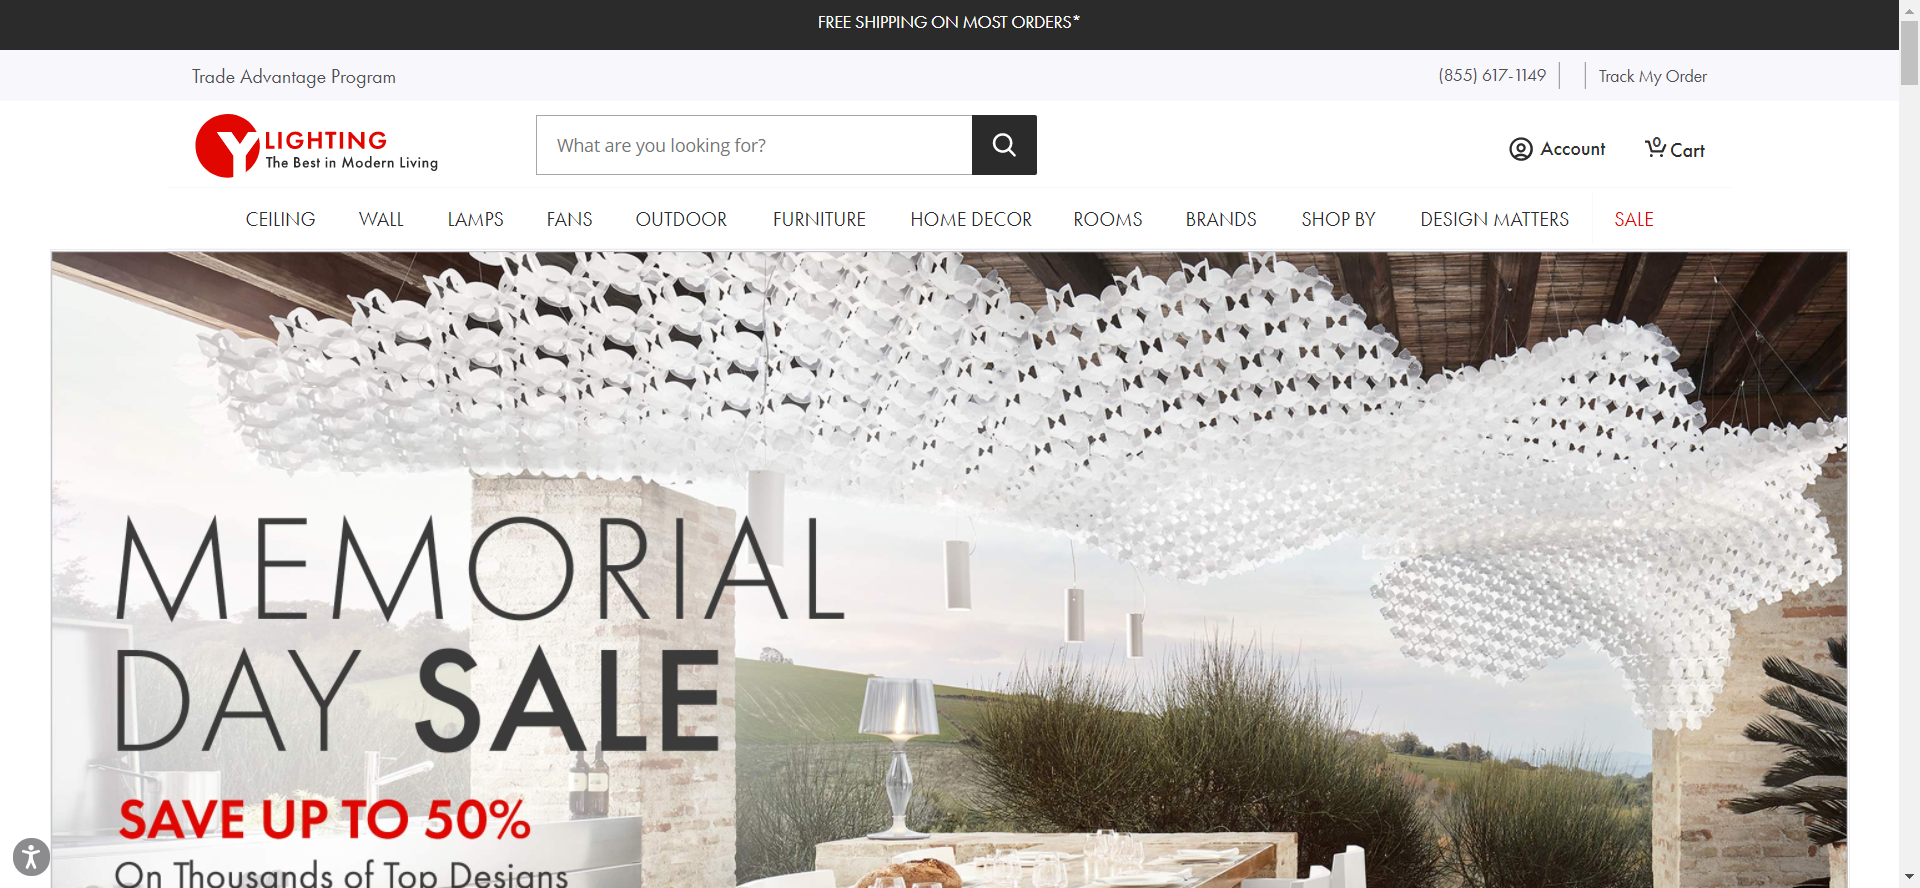 FREE SHIPPING ON MOST ORDERS*
Trade Advantage Program
(855) 617-1149
Track My Order
Y LIGHTING
The Best in Modern Living
What are you looking for?
Account
0 Cart
CEILING WALL LAMPS FANS OUTDOOR FURNITURE HOME DECOR ROOMS BRANDS SHOP BY DESIGN MATTERS SALE
MEMORIAL
DAY SALE
SAVE UP TO 50%
On Thousands of Top Designs